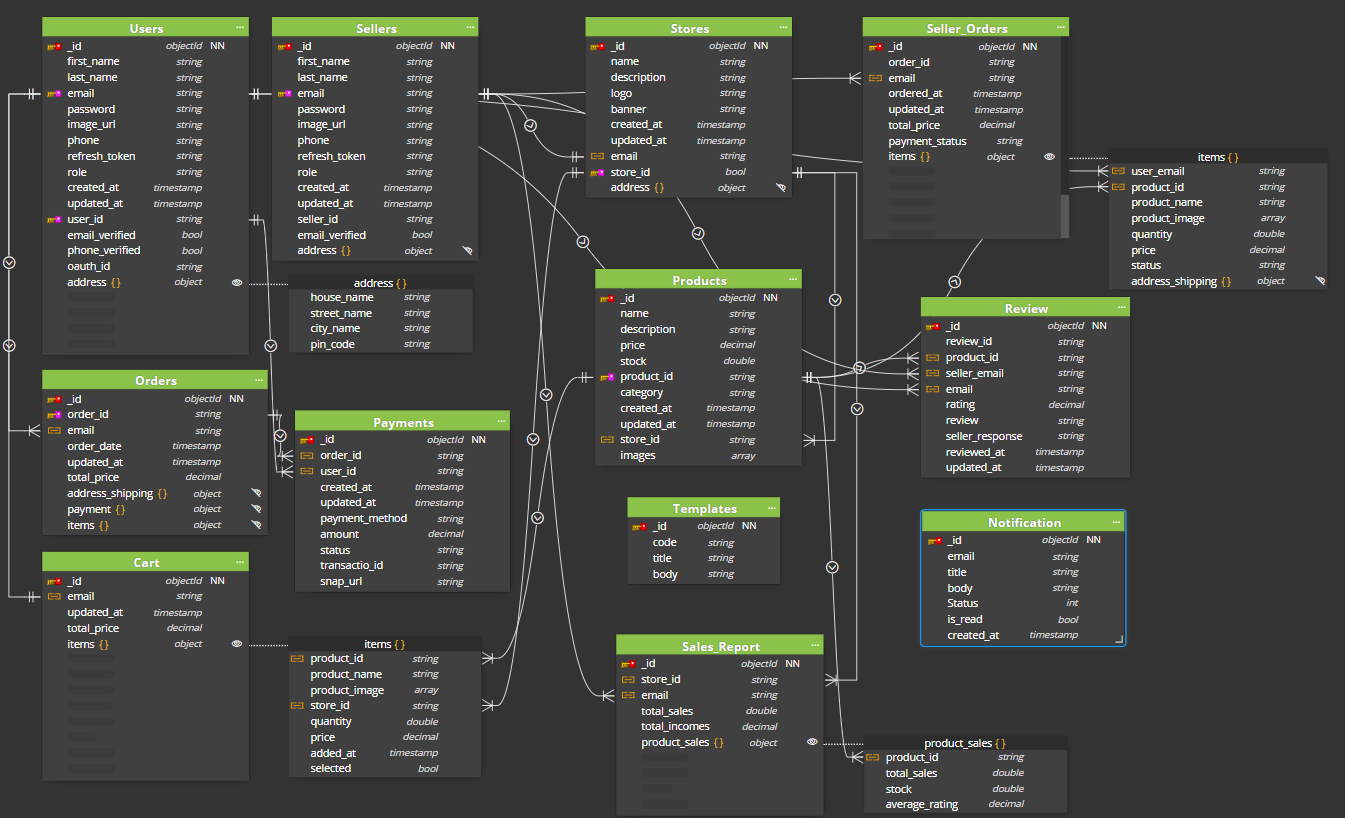 Users ...
_id objectId NN
first_name string
last_name string
email string
password string
image_url string
phone string
refresh_token string
role string
created_at timestamp
updated_at timestamp
user_id string
email_verified bool
phone_verified bool
oauth_id string
address {} object
Sellers ...
_id objectId NN
first_name string
last_name string
email string
password string
image_url string
phone string
refresh_token string
role string
created_at timestamp
updated_at timestamp
seller_id string
email_verified bool
address {} object
address {}
house_name string
street_name string
city_name string
pin_code string
Stores ...
_id objectId NN
name string
description string
logo string
banner string
created_at timestamp
updated_at timestamp
email string
store_id bool
address {} object
Seller_Orders ...
_id objectId NN
order_id string
email string
ordered_at timestamp
updated_at timestamp
total_price decimal
payment_status string
items {} object
items {}
user_email string
product_id string
product_name string
product_image array
quantity double
price decimal
status string
address_shipping {} object
Products ...
_id objectId NN
name string
description string
price decimal
stock double
product_id string
category string
created_at timestamp
updated_at timestamp
store_id string
images array
Review ...
_id objectId NN
review_id string
product_id string
seller_email string
email string
rating decimal
review string
seller_response string
reviewed_at timestamp
updated_at timestamp
Orders ...
_id objectId NN
order_id string
email string
order_date timestamp
updated_at timestamp
total_price decimal
address_shipping {} object
payment {} object
items {} object
Payments ...
_id objectId NN
order_id string
user_id string
created_at timestamp
updated_at timestamp
payment_method string
amount decimal
status string
transactio_id string
snap_url string
Templates ...
_id objectId NN
code string
title string
body string
Notification ...
_id objectId NN
email string
title string
body string
Status int
is_read bool
created_at timestamp
Cart ...
_id objectId NN
email string
updated_at timestamp
total_price decimal
items {} object
items {}
product_id string
product_name string
product_image array
store_id string
quantity double
price decimal
added_at timestamp
selected bool
Sales_Report ...
_id objectId NN
store_id string
email string
total_sales double
total_incomes decimal
product_sales {} object
product_sales {}
product_id string
total_sales double
stock double
average_rating decimal